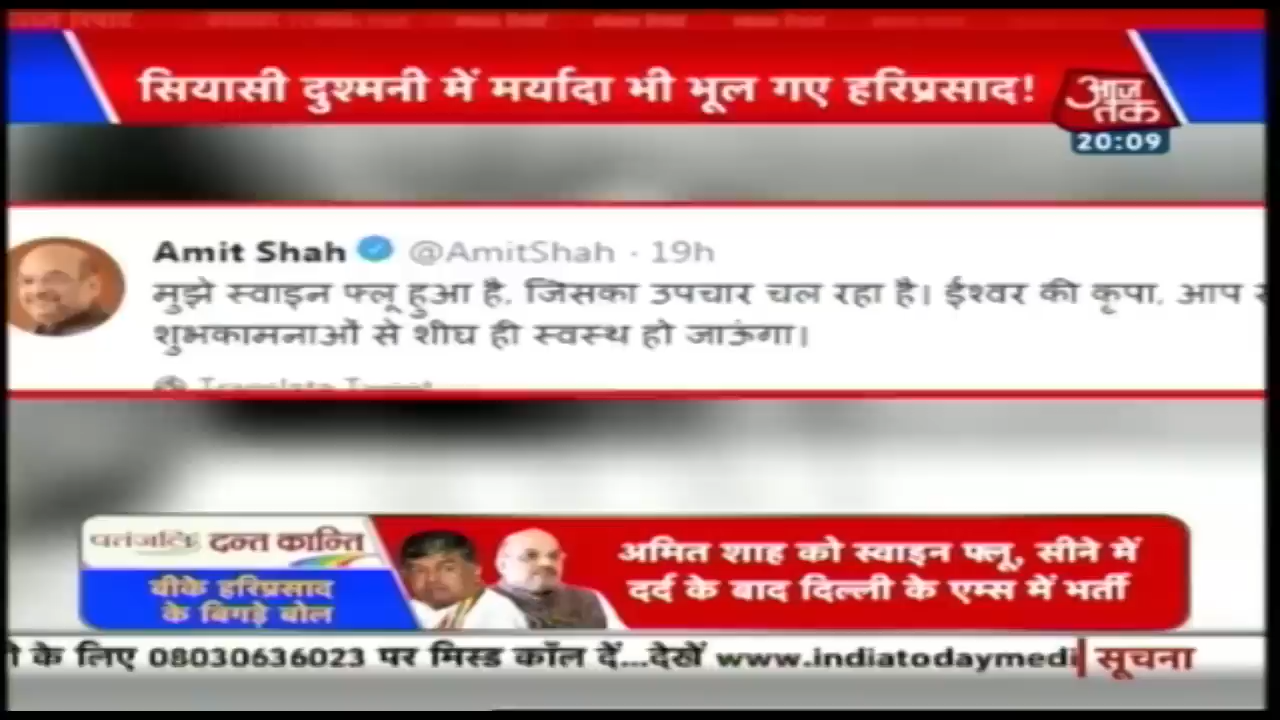 सियासी दुश्मनी में मर्यादा भी भूल गए हरिप्रसाद!
आज तक
20:09
Amit Shah @AmitShah · 19h
मुझे स्वाइन फ्लू हुआ है, जिसका उपचार चल रहा है। ईश्वर की कृपा, आप स
शुभकामनाओं से शीघ्र ही स्वस्थ हो जाऊंगा।
Translate Tweet
पतंजलि दन्त कान्ति
बीके हरिप्रसाद
के बिगड़े बोल
अमित शाह को स्वाइन फ्लू, सीने में
दर्द के बाद दिल्ली के एम्स में भर्ती
ी के लिए 08030636023 पर मिस्ड कॉल दें...देखें www.indiatodaymedi
सूचना